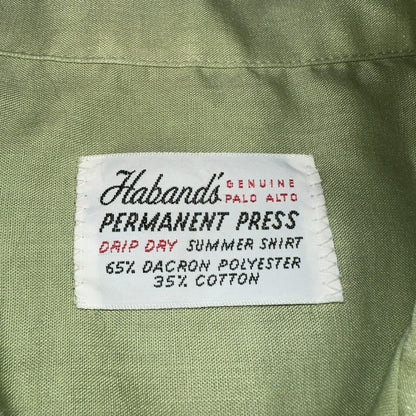 Haband's GENUINE PALO ALTO
PERMANENT PRESS
DRIP DRY SUMMER SHIRT
65% DACRON POLYESTER
35% COTTON